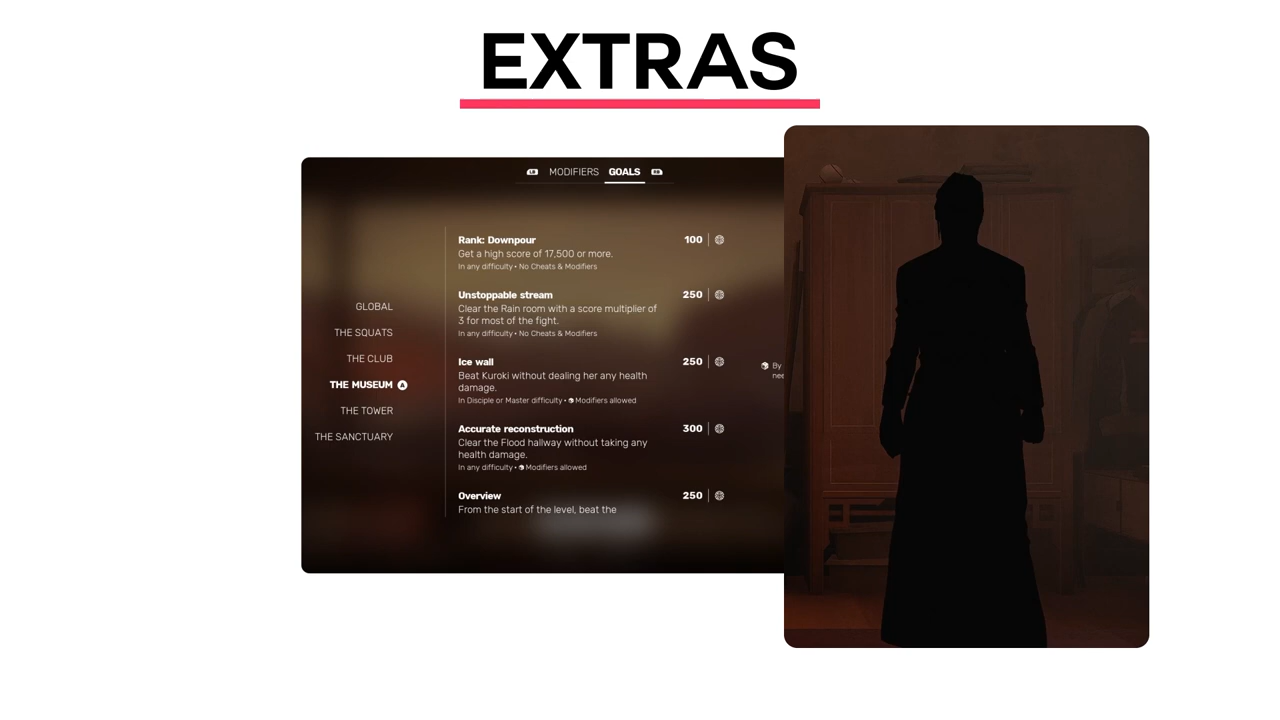 EXTRAS
LB MODIFIERS GOALS RB
GLOBAL
THE SQUATS
THE CLUB
THE MUSEUM A
THE TOWER
THE SANCTUARY
Rank: Downpour 100
Get a high score of 17,500 or more.
In any difficulty • No Cheats & Modifiers
Unstoppable stream 250
Clear the Rain room with a score multiplier of
3 for most of the fight.
In any difficulty • No Cheats & Modifiers
Ice wall 250
Beat Kuroki without dealing her any health
damage.
In Disciple or Master difficulty • Modifiers allowed
Accurate reconstruction 300
Clear the Flood hallway without taking any
health damage.
In any difficulty • Modifiers allowed
Overview 250
From the start of the level, beat the
By
nee